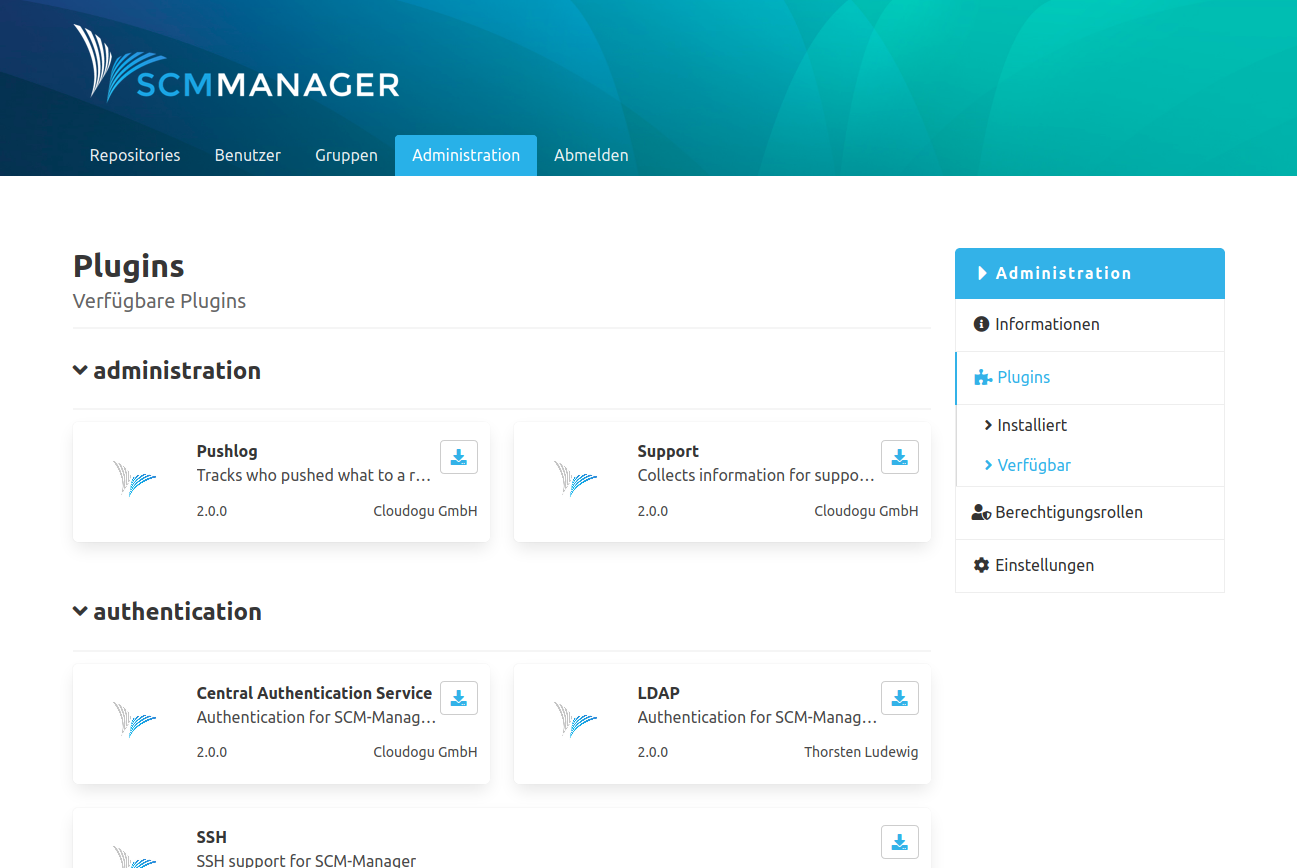 SCMMANAGER
Repositories Benutzer Gruppen Administration Abmelden
Plugins
Verfügbare Plugins
administration
Pushlog
Tracks who pushed what to a r…
2.0.0 Cloudogu GmbH
Support
Collects information for suppo…
2.0.0 Cloudogu GmbH
authentication
Central Authentication Service
Authentication for SCM-Manag…
2.0.0 Cloudogu GmbH
LDAP
Authentication for SCM-Manag…
2.0.0 Thorsten Ludewig
SSH
SSH support for SCM-Manager
Administration
Informationen
Plugins
Installiert
Verfügbar
Berechtigungsrollen
Einstellungen